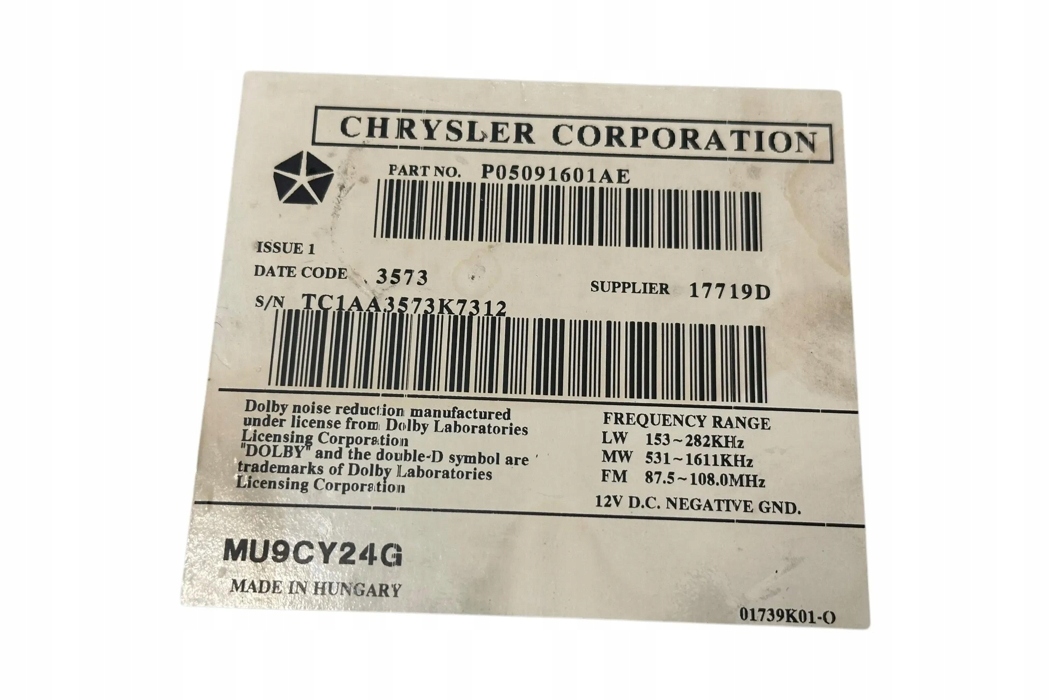 CHRYSLER CORPORATION
PART NO. P05091601AE
ISSUE 1
DATE CODE 3573
SUPPLIER 17719D
S/N TC1AA3573K7312
Dolby noise reduction manufactured
under license from Dolby Laboratories
Licensing Corporation
"DOLBY" and the double-D symbol are
trademarks of Dolby Laboratories
Licensing Corporation
FREQUENCY RANGE
LW 153~282KHz
MW 531~1611KHz
FM 87.5~108.0MHz
12V D.C. NEGATIVE GND.
MU9CY24G
MADE IN HUNGARY
01739K01-O